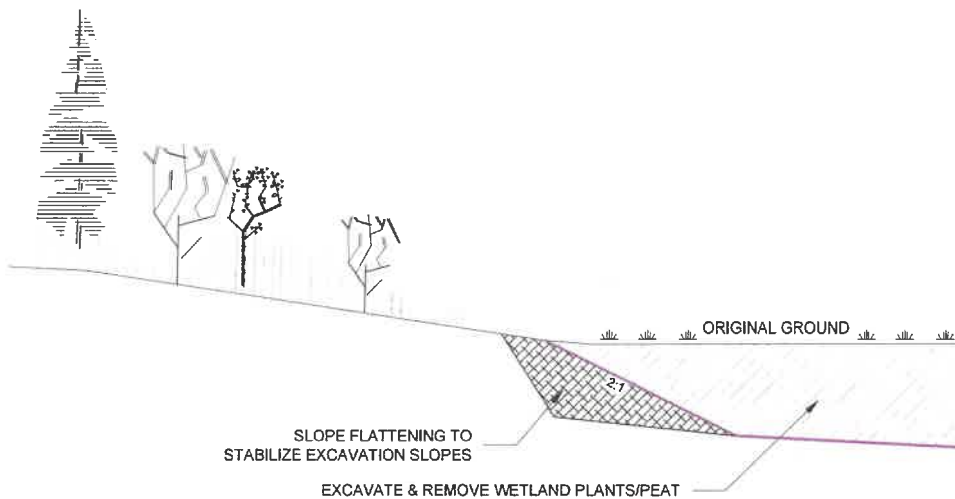 ORIGINAL GROUND
2:1
SLOPE FLATTENING TO
STABILIZE EXCAVATION SLOPES
EXCAVATE & REMOVE WETLAND PLANTS/PEAT